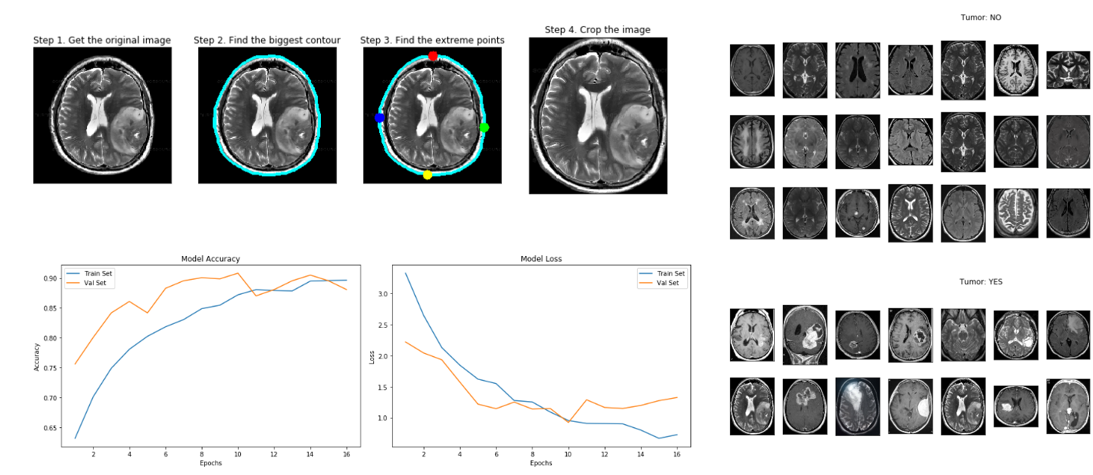 Step 1. Get the original image
Step 2. Find the biggest contour
Step 3. Find the extreme points
Step 4. Crop the image
Tumor: NO
Model Accuracy
Train Set
Val Set
0.90
0.85
0.80
0.75
0.70
0.65
Accuracy
2 4 6 8 10 12 14 16
Epochs
Model Loss
Train Set
Val Set
3.0
2.5
2.0
1.5
1.0
Loss
2 4 6 8 10 12 14 16
Epochs
Tumor: YES